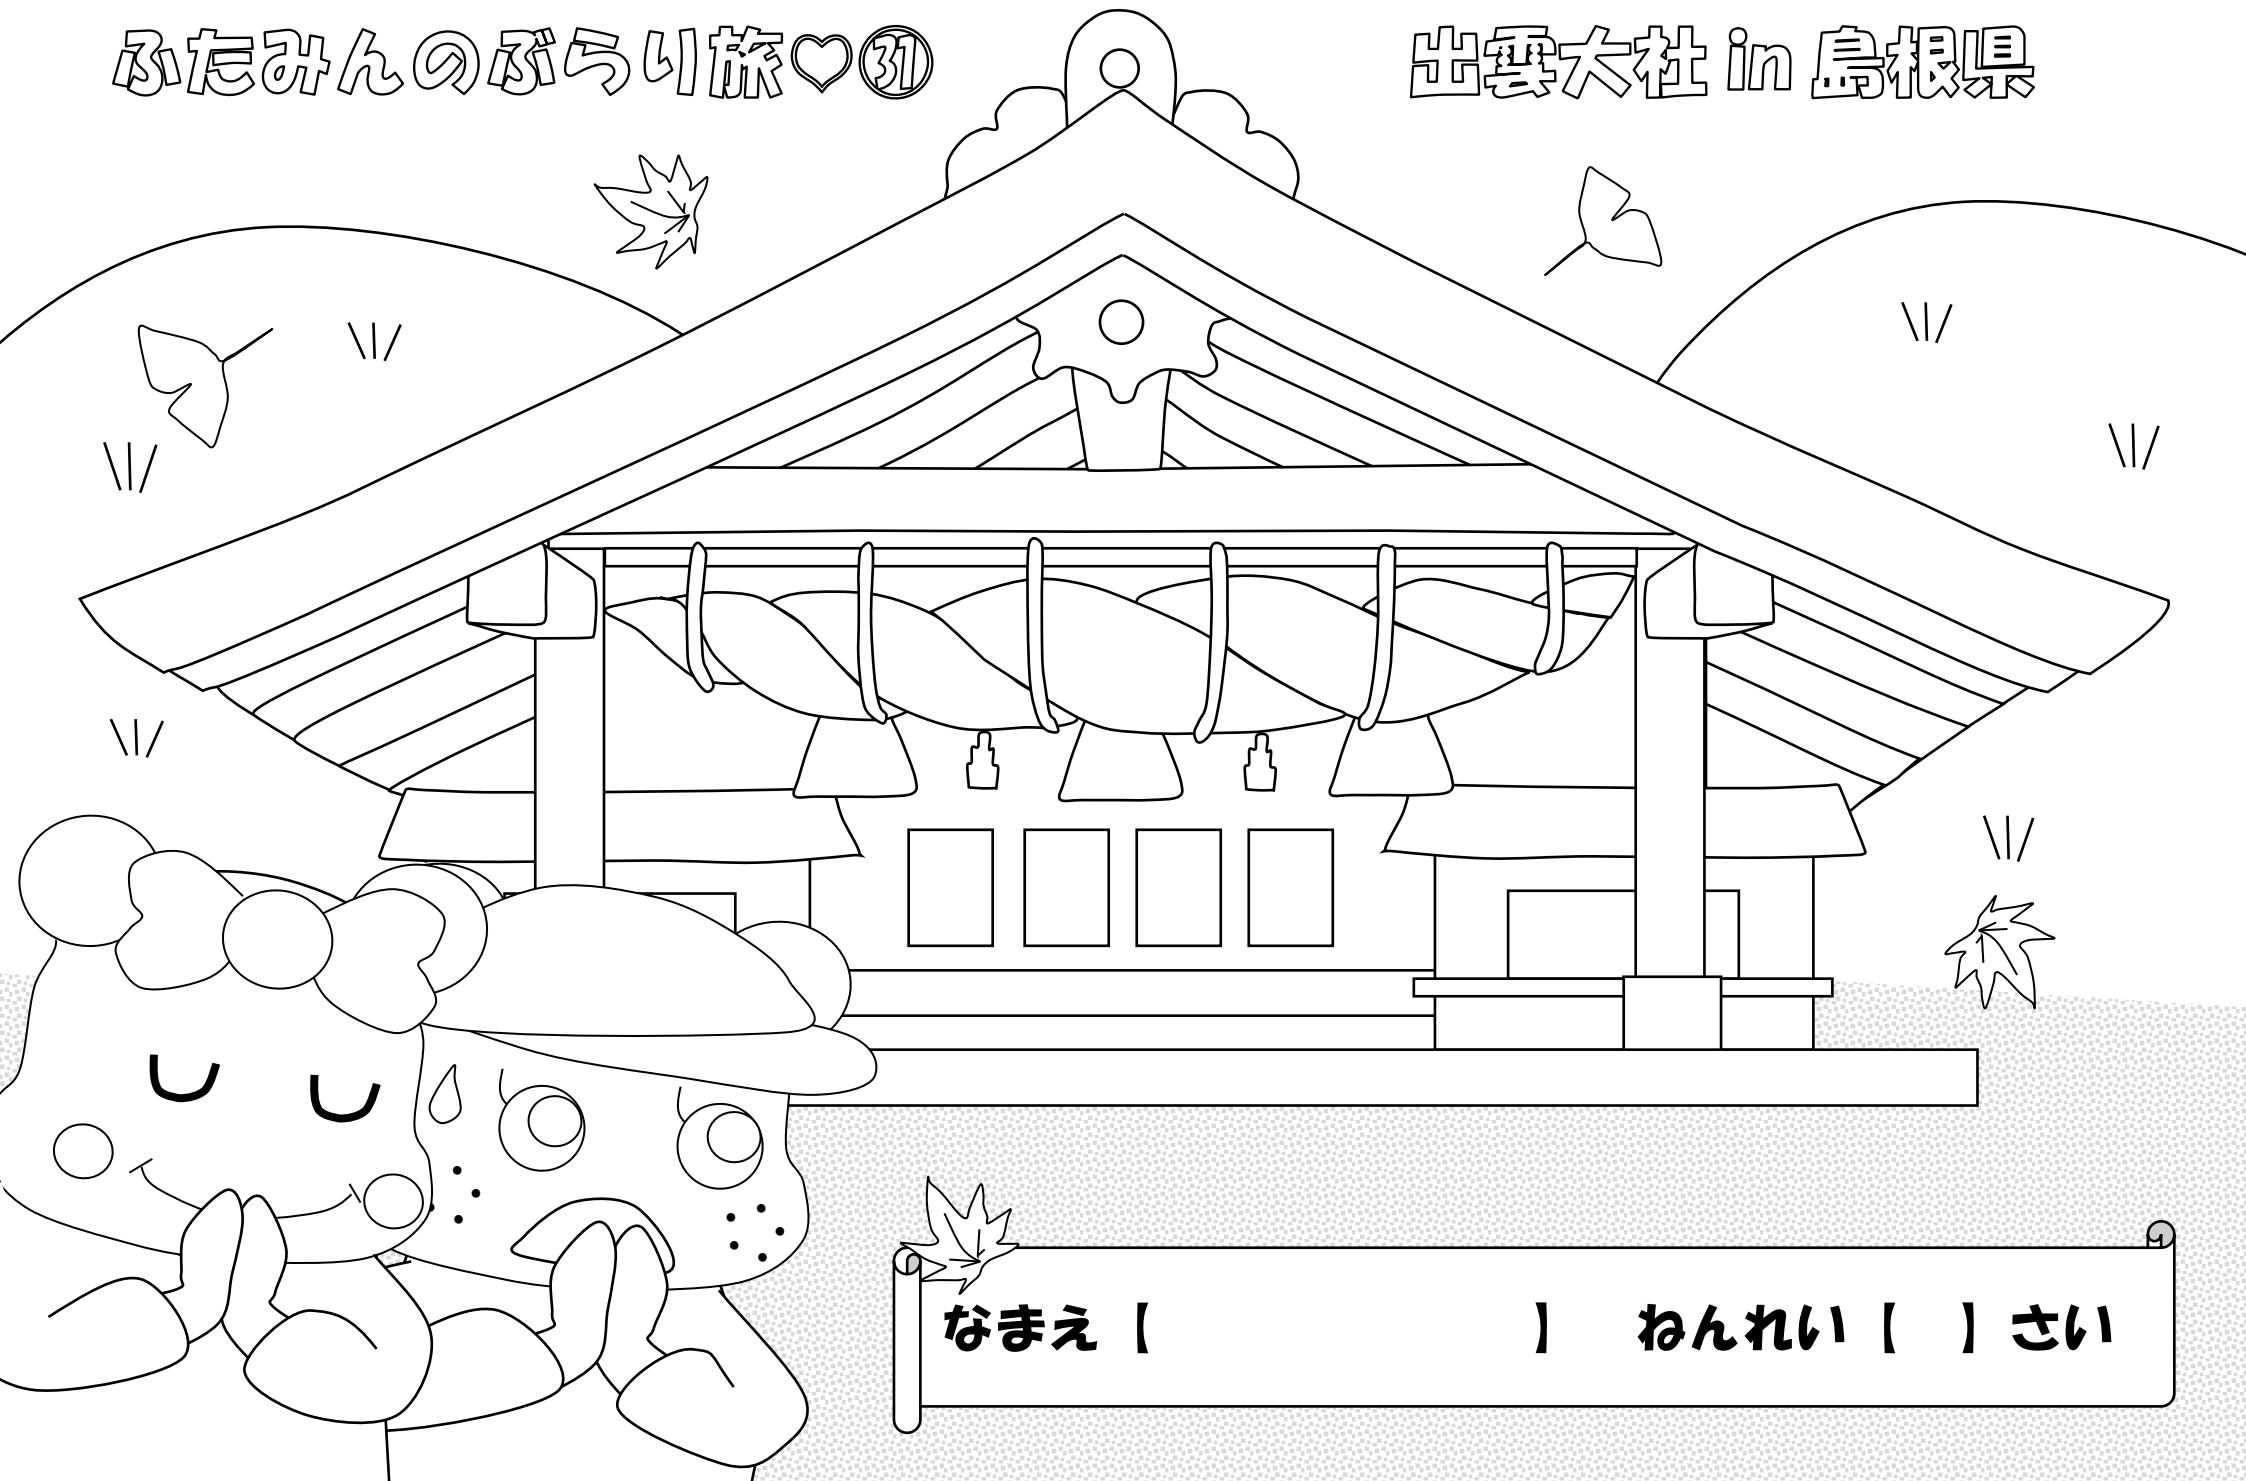 ふたみんのぶらり旅♡㉛
出雲大社 in 島根県
なまえ【　　　　　　　】　ねんれい【　】さい